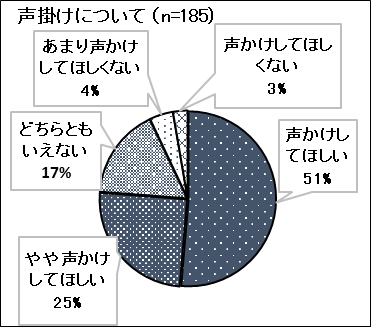 声掛けについて（n=185）
あまり声かけ
してほしくない
4%
声かけしてほし
くない
3%
どちらとも
いえない
17%
声かけし
てほしい
51%
やや声かけ
してほしい
25%